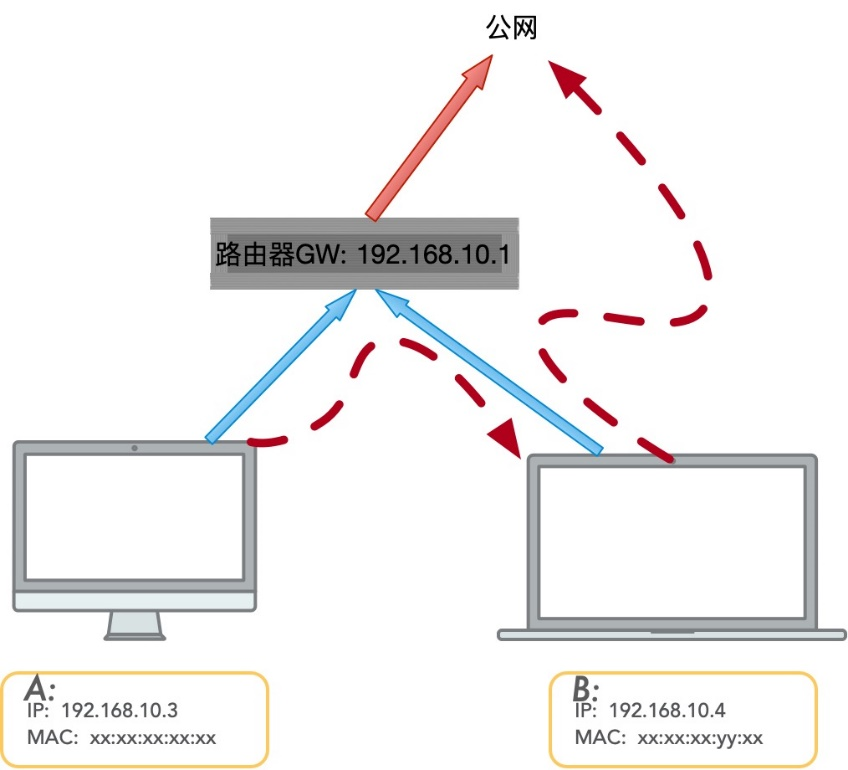 公网
路由器GW: 192.168.10.1
A:
IP: 192.168.10.3
MAC: xx:xx:xx:xx:xx
B:
IP: 192.168.10.4
MAC: xx:xx:xx:yy:xx